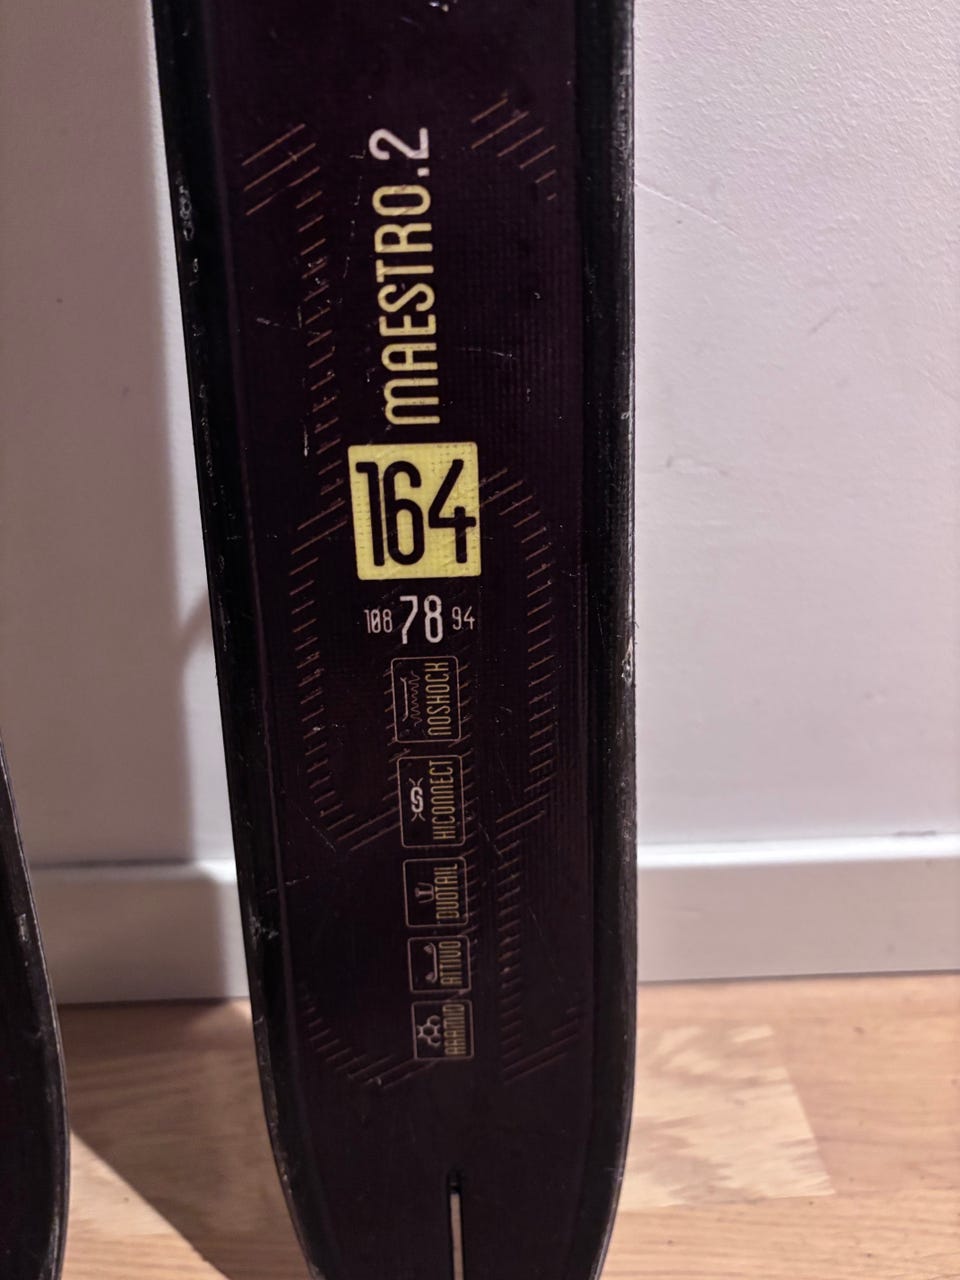 MAESTRO.2
164
108 78 94
NOSHOCK
HICONNECT
DUOTAIL
ATTIVO
ARAMID